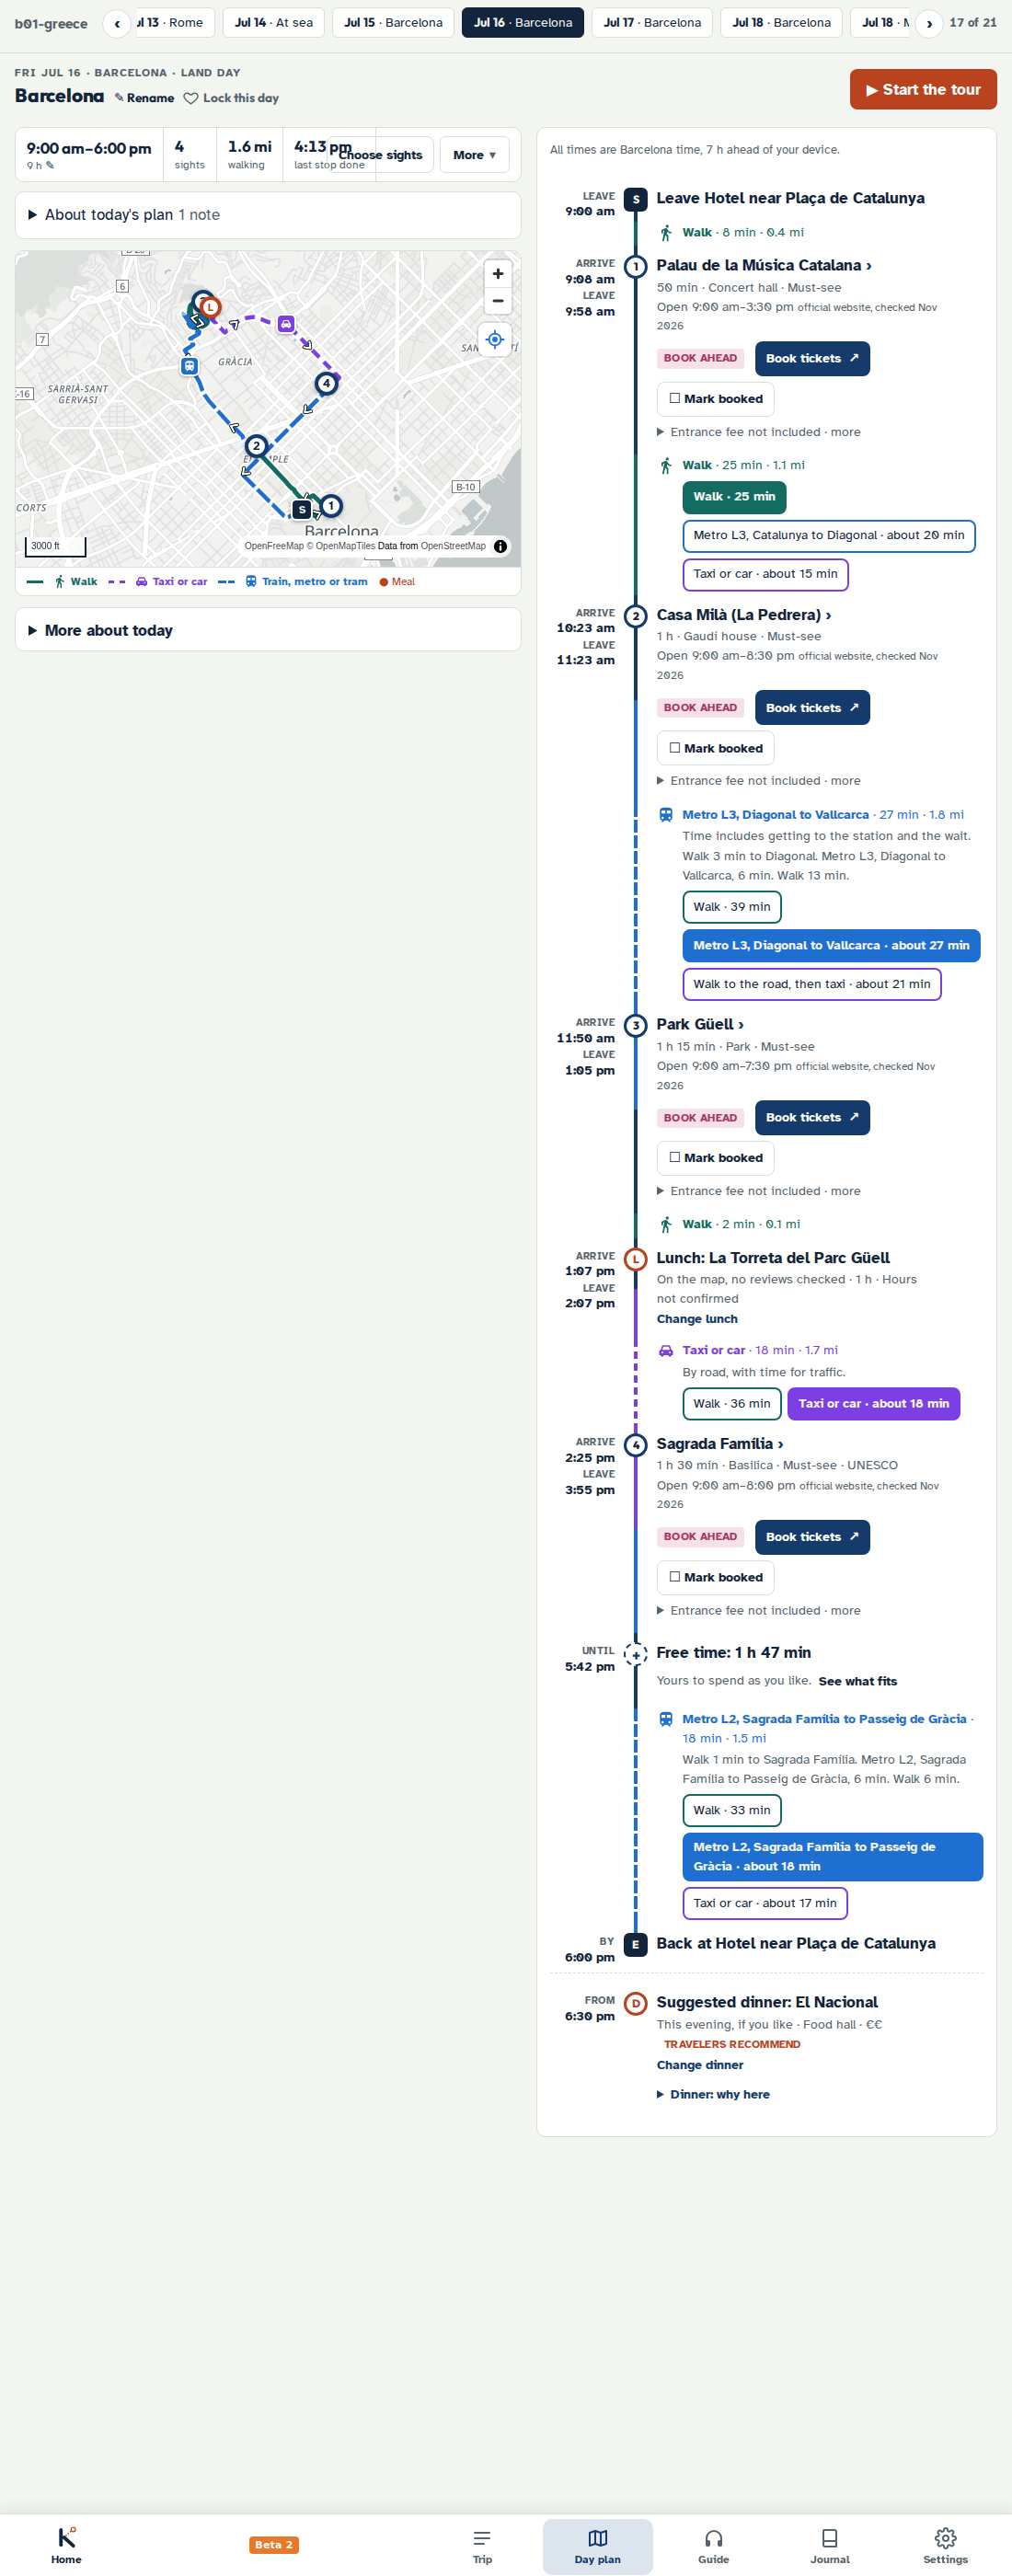 b01-greece
‹
ul 13 · Rome
Jul 14 · At sea
Jul 15 · Barcelona
Jul 16 · Barcelona
Jul 17 · Barcelona
Jul 18 · Barcelona
Jul 18 ·
›
17 of 21
FRI JUL 16 · BARCELONA · LAND DAY
Barcelona
✎ Rename
Lock this day
▶ Start the tour
9:00 am–6:00 pm
9 h ✎
4
sights
1.6 mi
walking
4:13 pm
last stop done
Choose sights
More ▾
▶ About today's plan 1 note
6
7
GRÀCIA
SARRIÀ-SANT
GERVASI
-16
CORTS
B-10
Barcelona
L
4
2
S
1
+
−
3000 ft
OpenFreeMap © OpenMapTiles Data from OpenStreetMap
Walk
Taxi or car
Train, metro or tram
Meal
▶ More about today
All times are Barcelona time, 7 h ahead of your device.
LEAVE
9:00 am
S
Leave Hotel near Plaça de Catalunya
Walk · 8 min · 0.4 mi
ARRIVE
9:08 am
LEAVE
9:58 am
1
Palau de la Música Catalana ›
50 min · Concert hall · Must-see
Open 9:00 am–3:30 pm official website, checked Nov
2026
BOOK AHEAD
Book tickets ↗
☐ Mark booked
▶ Entrance fee not included · more
Walk · 25 min · 1.1 mi
Walk · 25 min
Metro L3, Catalunya to Diagonal · about 20 min
Taxi or car · about 15 min
ARRIVE
10:23 am
LEAVE
11:23 am
2
Casa Milà (La Pedrera) ›
1 h · Gaudí house · Must-see
Open 9:00 am–8:30 pm official website, checked Nov
2026
BOOK AHEAD
Book tickets ↗
☐ Mark booked
▶ Entrance fee not included · more
Metro L3, Diagonal to Vallcarca · 27 min · 1.8 mi
Time includes getting to the station and the wait.
Walk 3 min to Diagonal. Metro L3, Diagonal to
Vallcarca, 6 min. Walk 13 min.
Walk · 39 min
Metro L3, Diagonal to Vallcarca · about 27 min
Walk to the road, then taxi · about 21 min
ARRIVE
11:50 am
LEAVE
1:05 pm
3
Park Güell ›
1 h 15 min · Park · Must-see
Open 9:00 am–7:30 pm official website, checked Nov
2026
BOOK AHEAD
Book tickets ↗
☐ Mark booked
▶ Entrance fee not included · more
Walk · 2 min · 0.1 mi
ARRIVE
1:07 pm
LEAVE
2:07 pm
L
Lunch: La Torreta del Parc Güell
On the map, no reviews checked · 1 h · Hours
not confirmed
Change lunch
Taxi or car · 18 min · 1.7 mi
By road, with time for traffic.
Walk · 36 min
Taxi or car · about 18 min
ARRIVE
2:25 pm
LEAVE
3:55 pm
4
Sagrada Família ›
1 h 30 min · Basilica · Must-see · UNESCO
Open 9:00 am–8:00 pm official website, checked Nov
2026
BOOK AHEAD
Book tickets ↗
☐ Mark booked
▶ Entrance fee not included · more
UNTIL
5:42 pm
+
Free time: 1 h 47 min
Yours to spend as you like. See what fits
Metro L2, Sagrada Família to Passeig de Gràcia ·
18 min · 1.5 mi
Walk 1 min to Sagrada Família. Metro L2, Sagrada
Família to Passeig de Gràcia, 6 min. Walk 6 min.
Walk · 33 min
Metro L2, Sagrada Família to Passeig de
Gràcia · about 18 min
Taxi or car · about 17 min
BY
6:00 pm
E
Back at Hotel near Plaça de Catalunya
FROM
6:30 pm
D
Suggested dinner: El Nacional
This evening, if you like · Food hall · €€
TRAVELERS RECOMMEND
Change dinner
▶ Dinner: why here
Home
Beta 2
Trip
Day plan
Guide
Journal
Settings